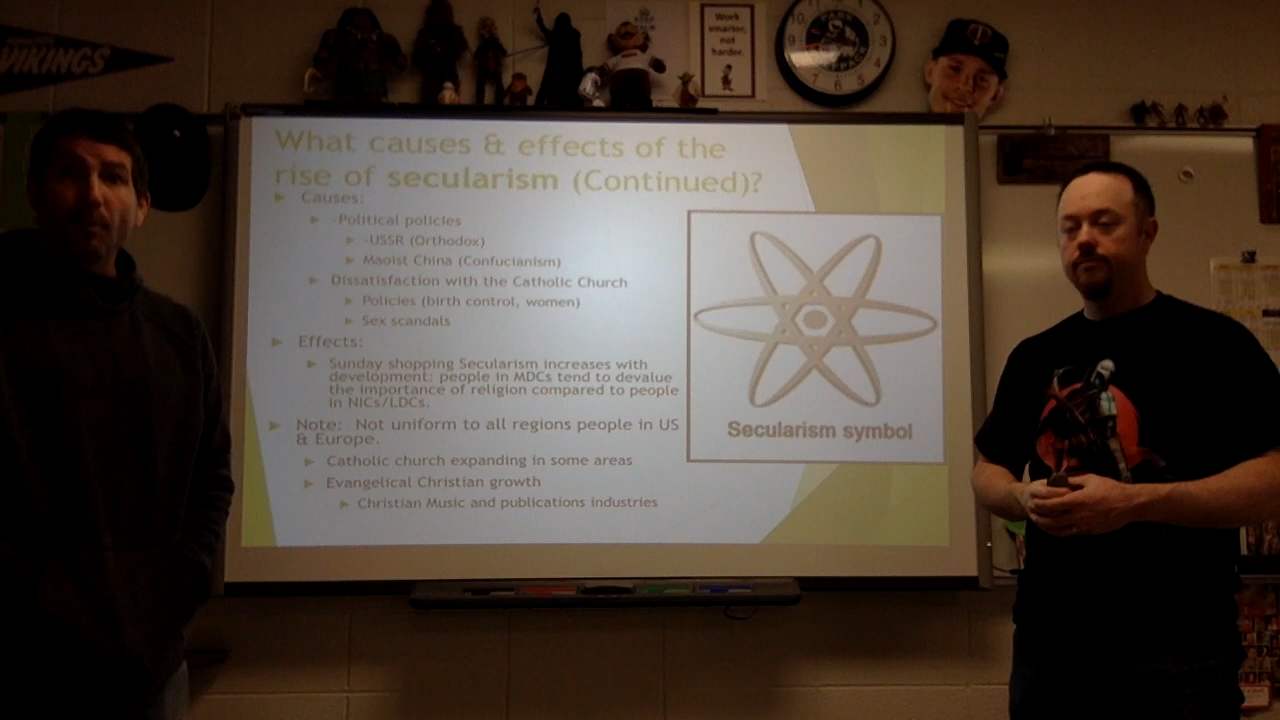 VIKINGS
Work
smarter,
not
harder.
What causes & effects of the
rise of secularism (Continued)?
Causes:
-Political policies
-USSR (Orthodox)
Maoist China (Confucianism)
Dissatisfaction with the Catholic Church
Policies (birth control, women)
Sex scandals
Effects:
Sunday shopping Secularism increases with
development: people in MDCs tend to devalue
the importance of religion compared to people
in NICs/LDCs.
Note: Not uniform to all regions people in US
& Europe.
Catholic church expanding in some areas
Evangelical Christian growth
Christian Music and publications industries
Secularism symbol